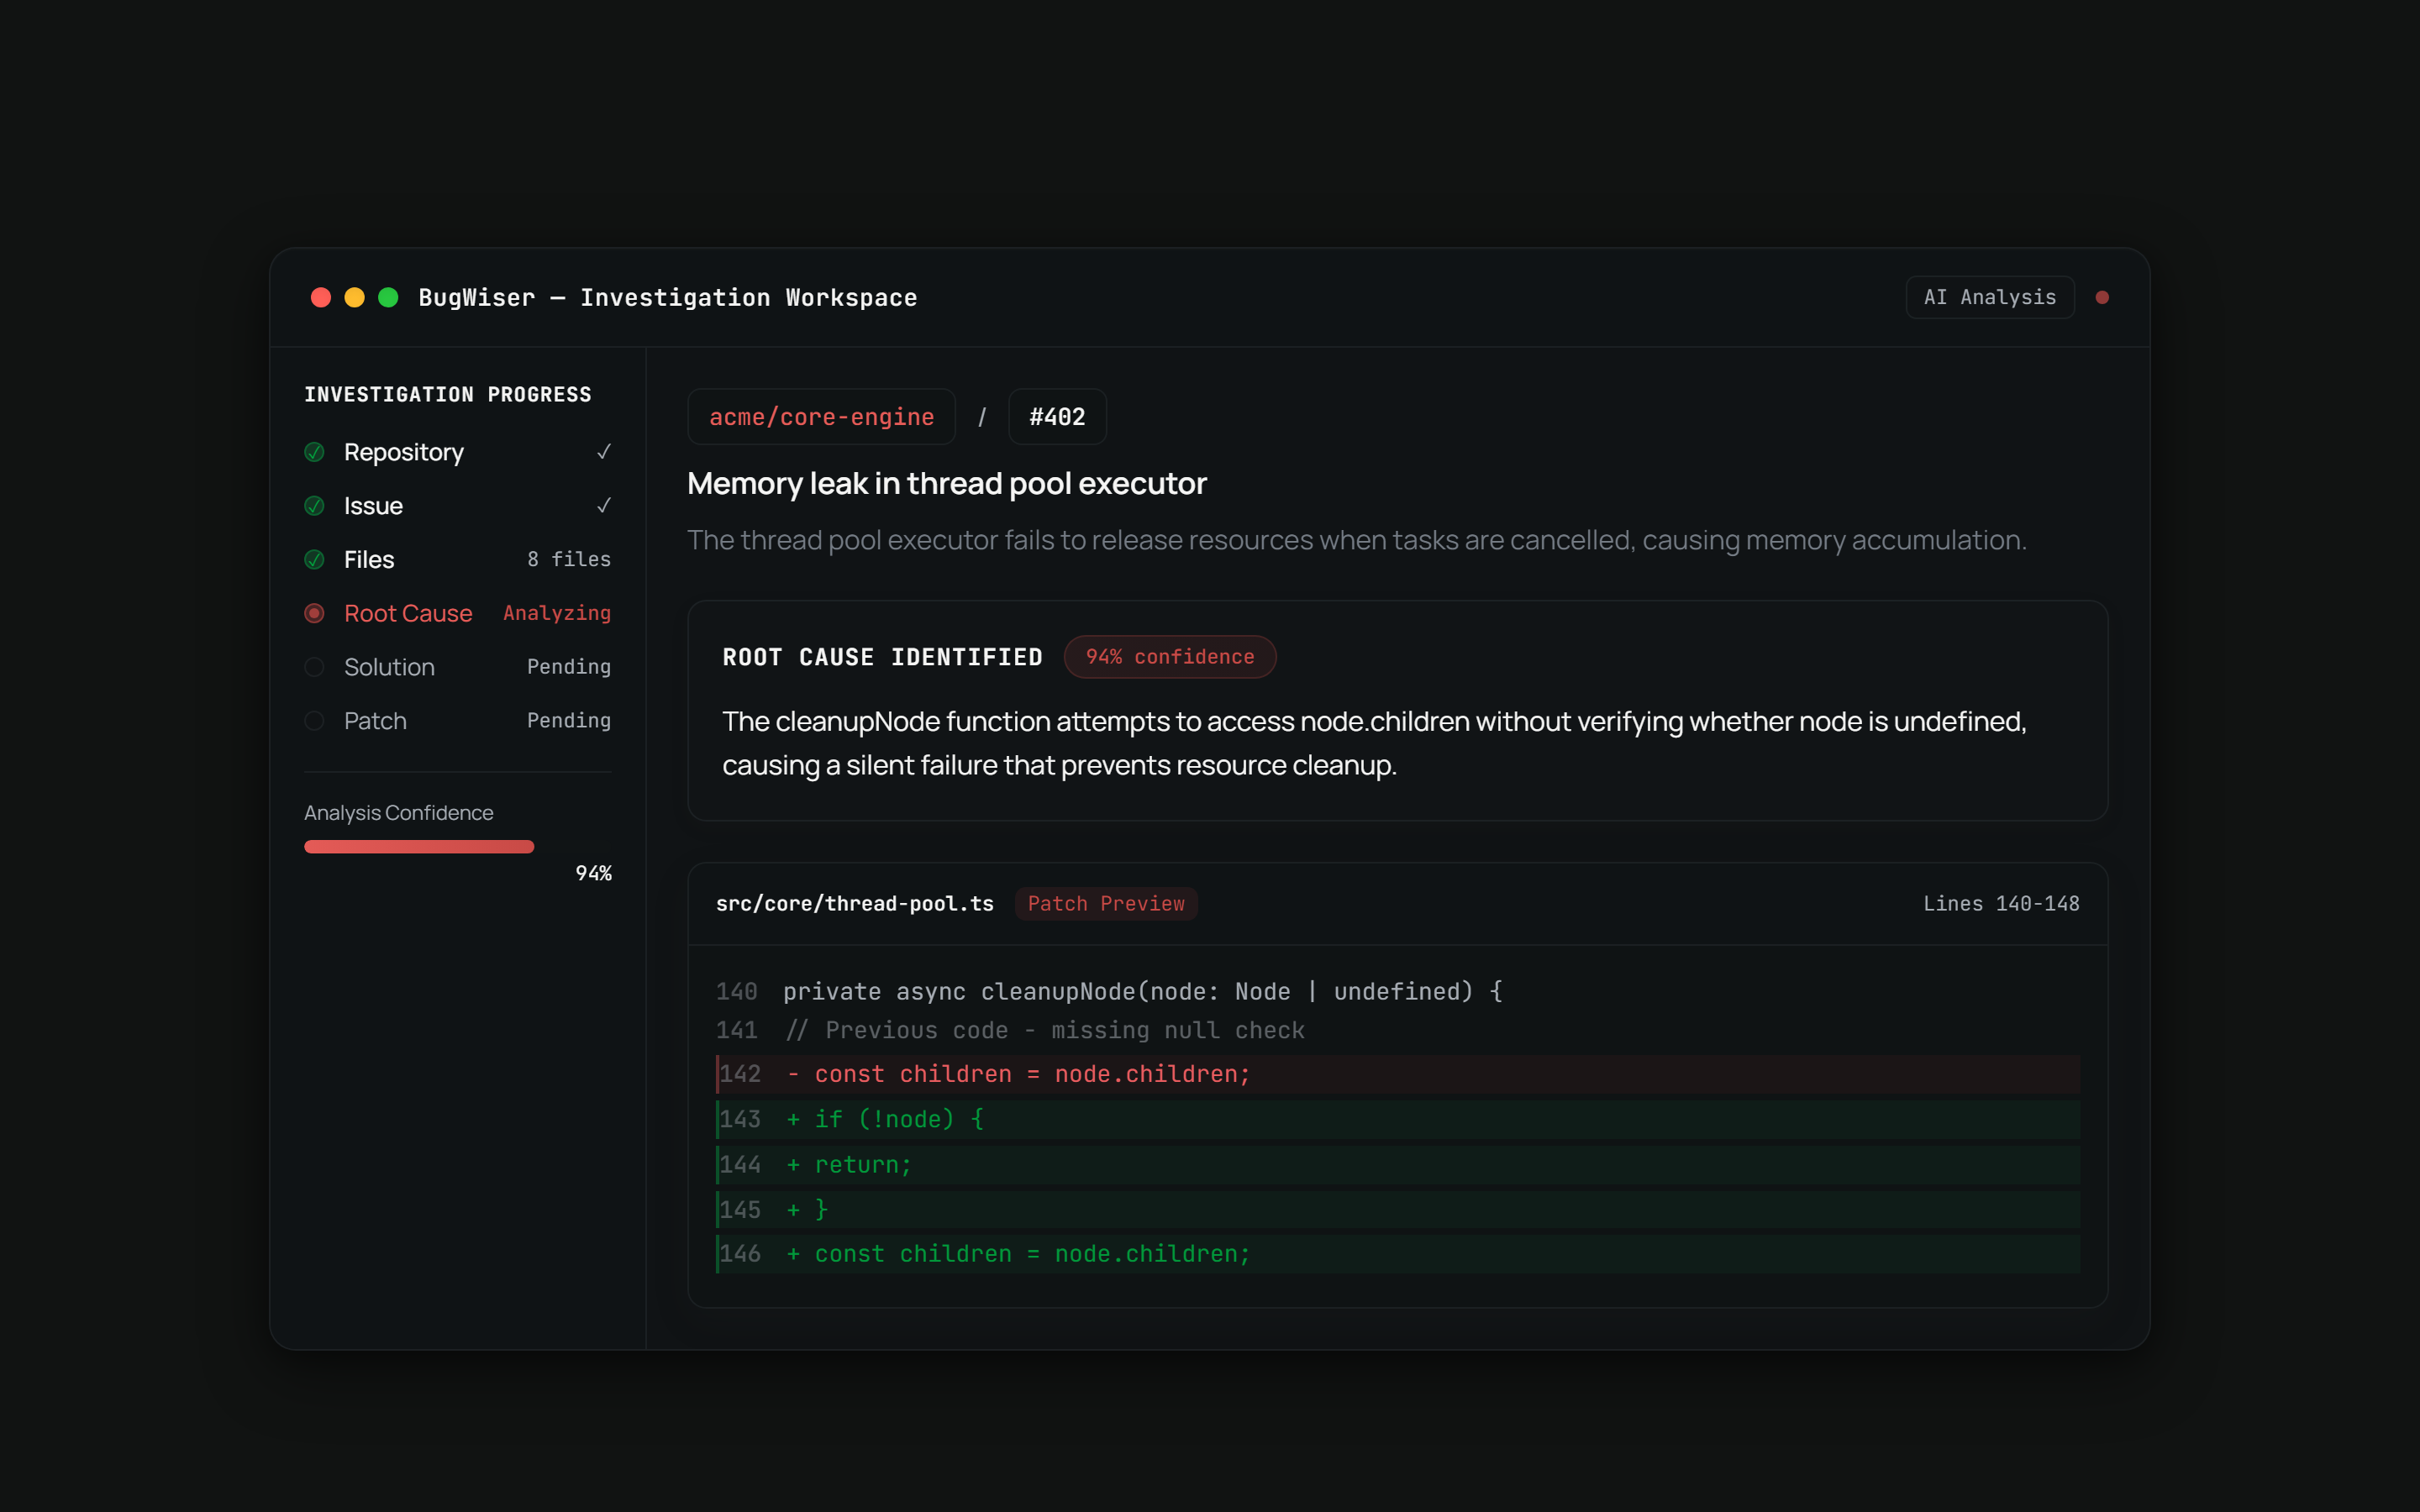 BugWiser — Investigation Workspace
AI Analysis
INVESTIGATION PROGRESS
✓ Repository ✓
✓ Issue ✓
✓ Files 8 files
Root Cause Analyzing
Solution Pending
Patch Pending
Analysis Confidence
94%
acme/core-engine / #402
Memory leak in thread pool executor
The thread pool executor fails to release resources when tasks are cancelled, causing memory accumulation.
ROOT CAUSE IDENTIFIED 94% confidence
The cleanupNode function attempts to access node.children without verifying whether node is undefined,
causing a silent failure that prevents resource cleanup.
src/core/thread-pool.ts Patch Preview Lines 140-148
140 private async cleanupNode(node: Node | undefined) {
141 // Previous code - missing null check
142 - const children = node.children;
143 + if (!node) {
144 + return;
145 + }
146 + const children = node.children;